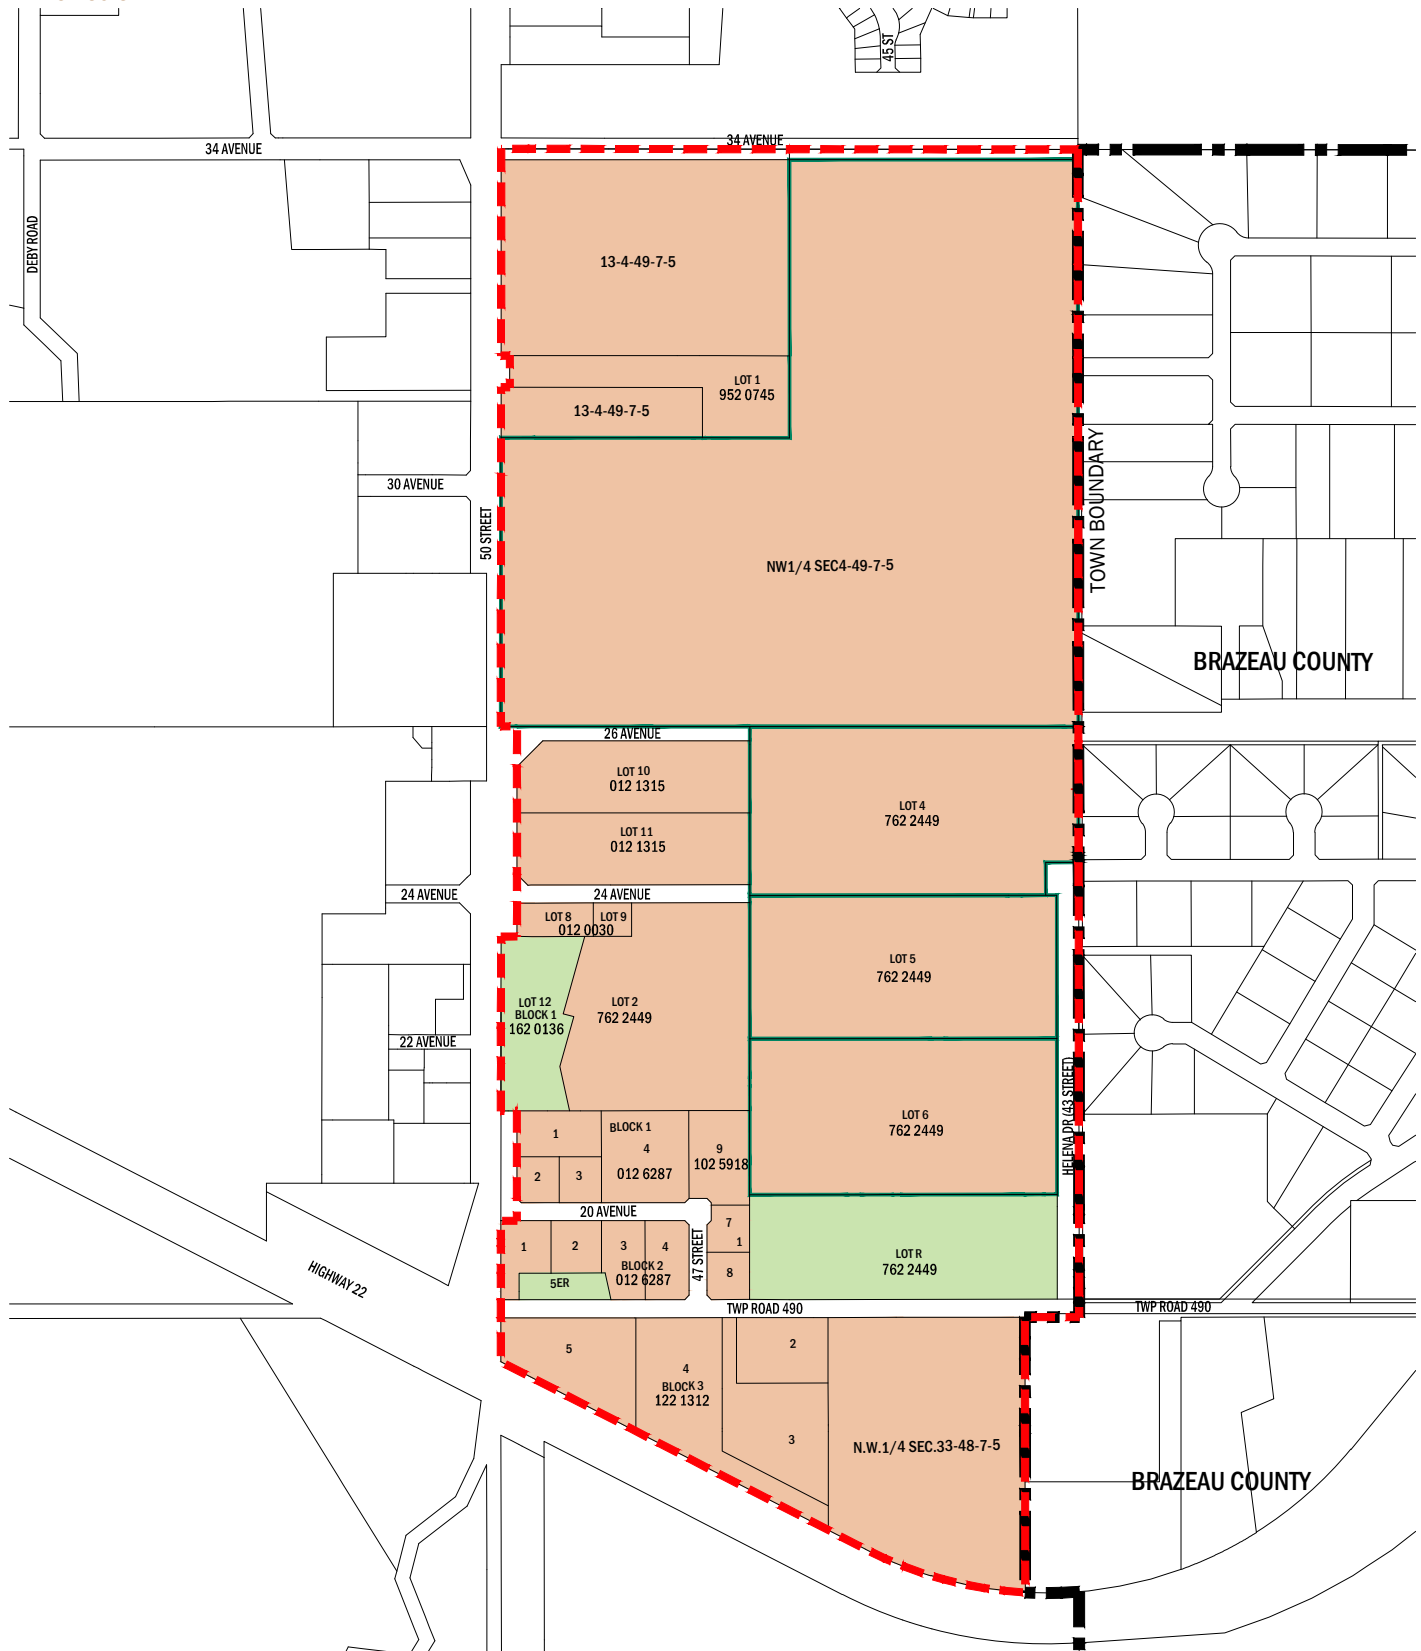 45 ST
34 AVENUE
34 AVENUE
DEBY ROAD
13-4-49-7-5
LOT 1
952 0745
13-4-49-7-5
30 AVENUE
50 STREET
TOWN BOUNDARY
NW1/4 SEC4-49-7-5
BRAZEAU COUNTY
26 AVENUE
LOT 10
012 1315
LOT 4
762 2449
LOT 11
012 1315
24 AVENUE
24 AVENUE
LOT 8
LOT 9
012 0030
LOT 5
762 2449
LOT 12
BLOCK 1
162 0136
LOT 2
762 2449
22 AVENUE
HELENA DR (43 STREET)
LOT 6
762 2449
1
BLOCK 1
4
012 6287
9
102 5918
2
3
20 AVENUE
7
1
8
47 STREET
1
2
3
4
BLOCK 2
012 6287
5ER
LOT R
762 2449
HIGHWAY 22
TWP ROAD 490
TWP ROAD 490
5
4
BLOCK 3
122 1312
2
3
N.W.1/4 SEC.33-48-7-5
BRAZEAU COUNTY